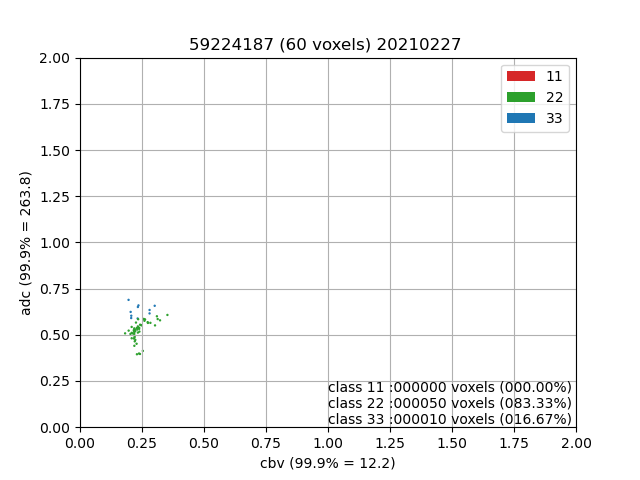 59224187 (60 voxels) 20210227
2.00
1.75
1.50
1.25
1.00
0.75
0.50
0.25
0.00
adc (99.9% = 263.8)
11
22
33
class 11 :000000 voxels (000.00%)
class 22 :000050 voxels (083.33%)
class 33 :000010 voxels (016.67%)
0.00 0.25 0.50 0.75 1.00 1.25 1.50 1.75 2.00
cbv (99.9% = 12.2)